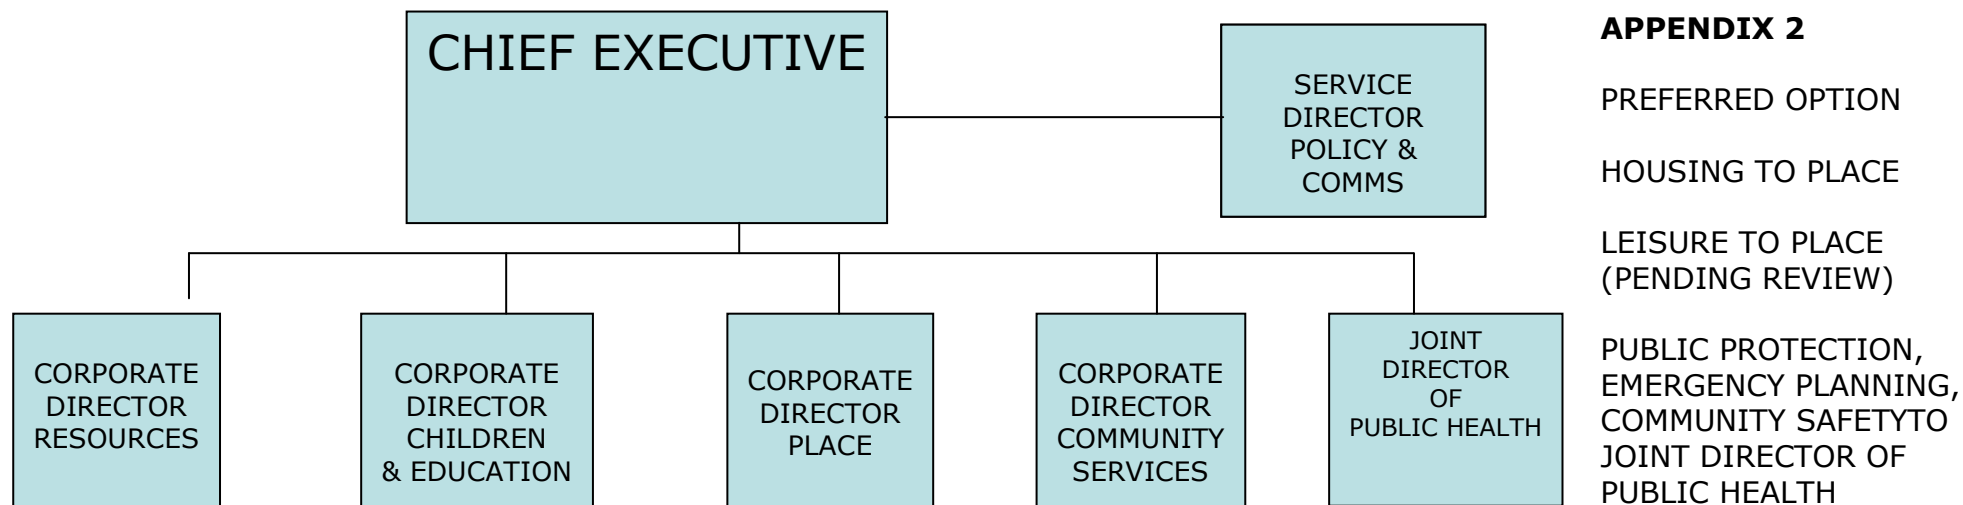 CHIEF EXECUTIVE
SERVICE
DIRECTOR
POLICY &
COMMS
CORPORATE
DIRECTOR
RESOURCES
CORPORATE
DIRECTOR
CHILDREN
& EDUCATION
CORPORATE
DIRECTOR
PLACE
CORPORATE
DIRECTOR
COMMUNITY
SERVICES
JOINT
DIRECTOR
OF
PUBLIC HEALTH
APPENDIX 2
PREFERRED OPTION
HOUSING TO PLACE
LEISURE TO PLACE
(PENDING REVIEW)
PUBLIC PROTECTION,
EMERGENCY PLANNING,
COMMUNITY SAFETYTO
JOINT DIRECTOR OF
PUBLIC HEALTH